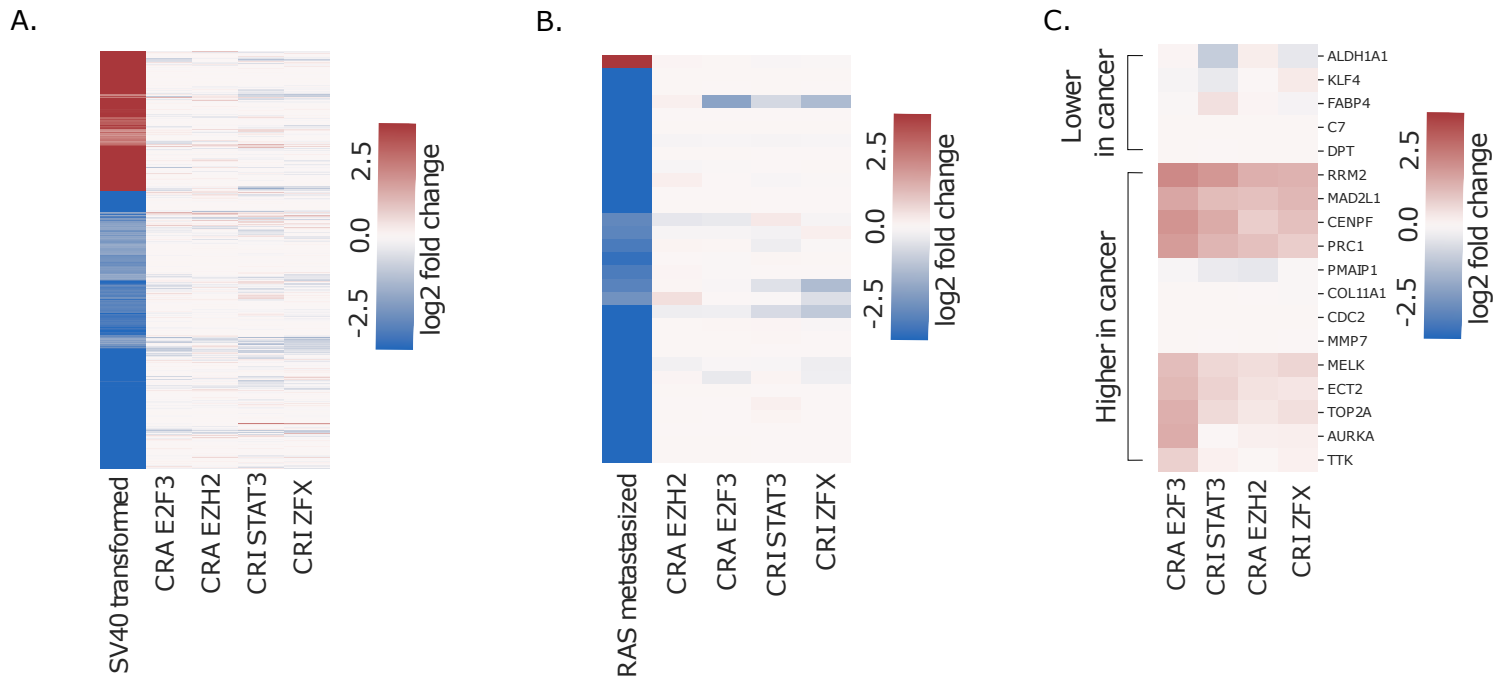 A.
2.5
0.0
-2.5
log2 fold change
SV40 transformed
CRA E2F3
CRA EZH2
CRI STAT3
CRI ZFX
B.
2.5
0.0
-2.5
log2 fold change
RAS metastasized
CRA EZH2
CRA E2F3
CRI STAT3
CRI ZFX
C.
Lower
in cancer
Higher in cancer
ALDH1A1
KLF4
FABP4
C7
DPT
RRM2
MAD2L1
CENPF
PRC1
PMAIP1
COL11A1
CDC2
MMP7
MELK
ECT2
TOP2A
AURKA
TTK
2.5
0.0
-2.5
log2 fold change
CRA E2F3
CRI STAT3
CRA EZH2
CRI ZFX